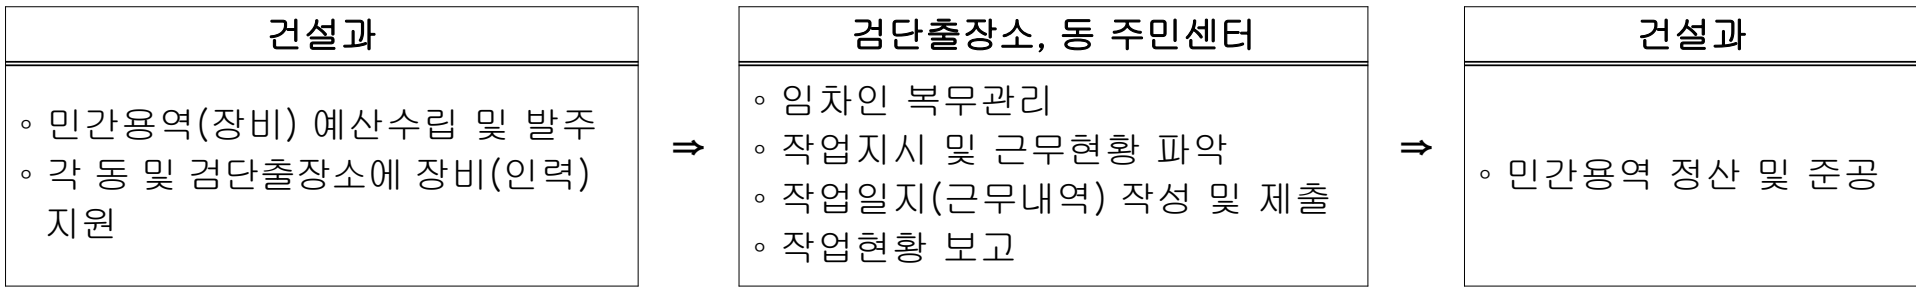 건설과
◦ 민간용역(장비) 예산수립 및 발주
◦ 각 동 및 검단출장소에 장비(인력)
지원
⇒
검단출장소, 동 주민센터
◦ 임차인 복무관리
◦ 작업지시 및 근무현황 파악
◦ 작업일지(근무내역) 작성 및 제출
◦ 작업현황 보고
⇒
건설과
◦ 민간용역 정산 및 준공